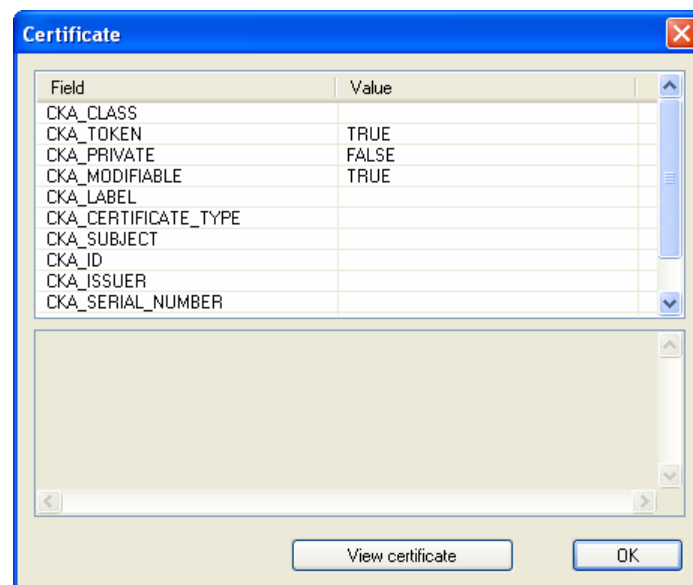 Certificate
Field Value
CKA_CLASS
CKA_TOKEN TRUE
CKA_PRIVATE FALSE
CKA_MODIFIABLE TRUE
CKA_LABEL
CKA_CERTIFICATE_TYPE
CKA_SUBJECT
CKA_ID
CKA_ISSUER
CKA_SERIAL_NUMBER
View certificate OK